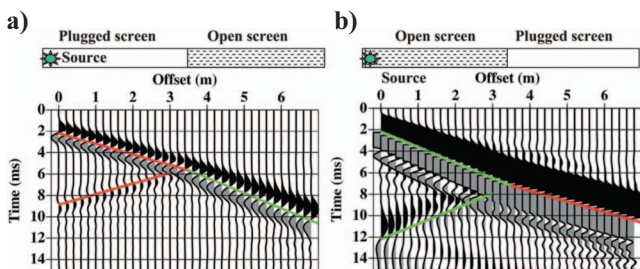 a)
Plugged screen Open screen
Source
Offset (m)
0 1 2 3 4 5 6
Time (ms)
0
2
4
6
8
10
12
14
b)
Open screen Plugged screen
Source Offset (m)
0 1 2 3 4 5 6
Time (ms)
0
2
4
6
8
10
12
14